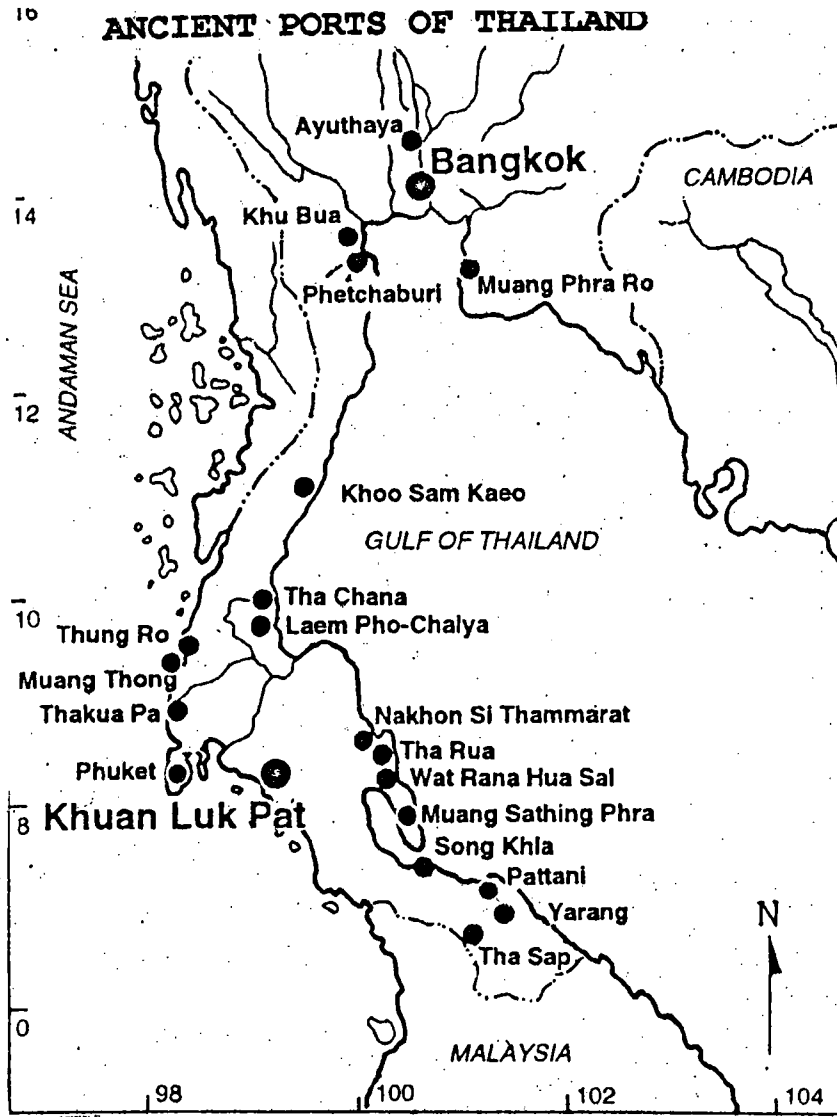 16
ANCIENT PORTS OF THAILAND
Ayuthaya
Bangkok
CAMBODIA
14
Khu Bua
Phetchaburi
Muang Phra Ro
ANDAMAN SEA
12
Khoo Sam Kaeo
GULF OF THAILAND
10
Tha Chana
Laem Pho-Chaiya
Thung Ro
Muang Thong
Thakua Pa
Nakhon Si Thammarat
Tha Rua
Phuket
Wat Rana Hua Sal
8
Khuan Luk Pat
Muang Sathing Phra
Song Khla
Pattani
Yarang
N
Tha Sap
0
MALAYSIA
98
100
102
104